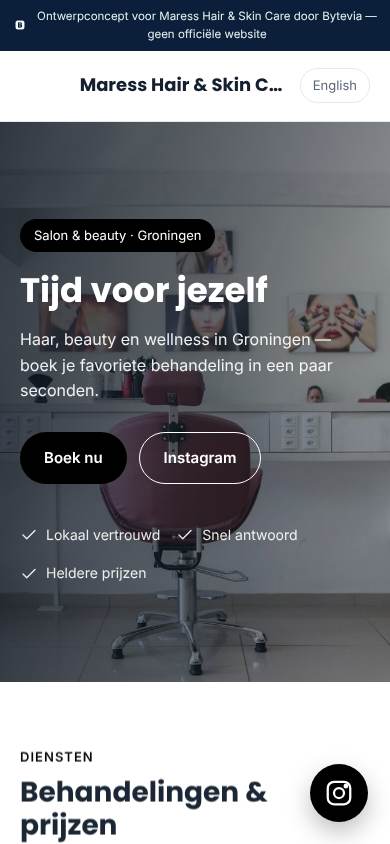 Ontwerpconcept voor Maress Hair & Skin Care door Bytevia —
geen officiële website
Maress Hair & Skin C...
English
Salon & beauty · Groningen
Tijd voor jezelf
Haar, beauty en wellness in Groningen —
boek je favoriete behandeling in een paar
seconden.
Boek nu
Instagram
Lokaal vertrouwd
Snel antwoord
Heldere prijzen
DIENSTEN
Behandelingen &
prijzen